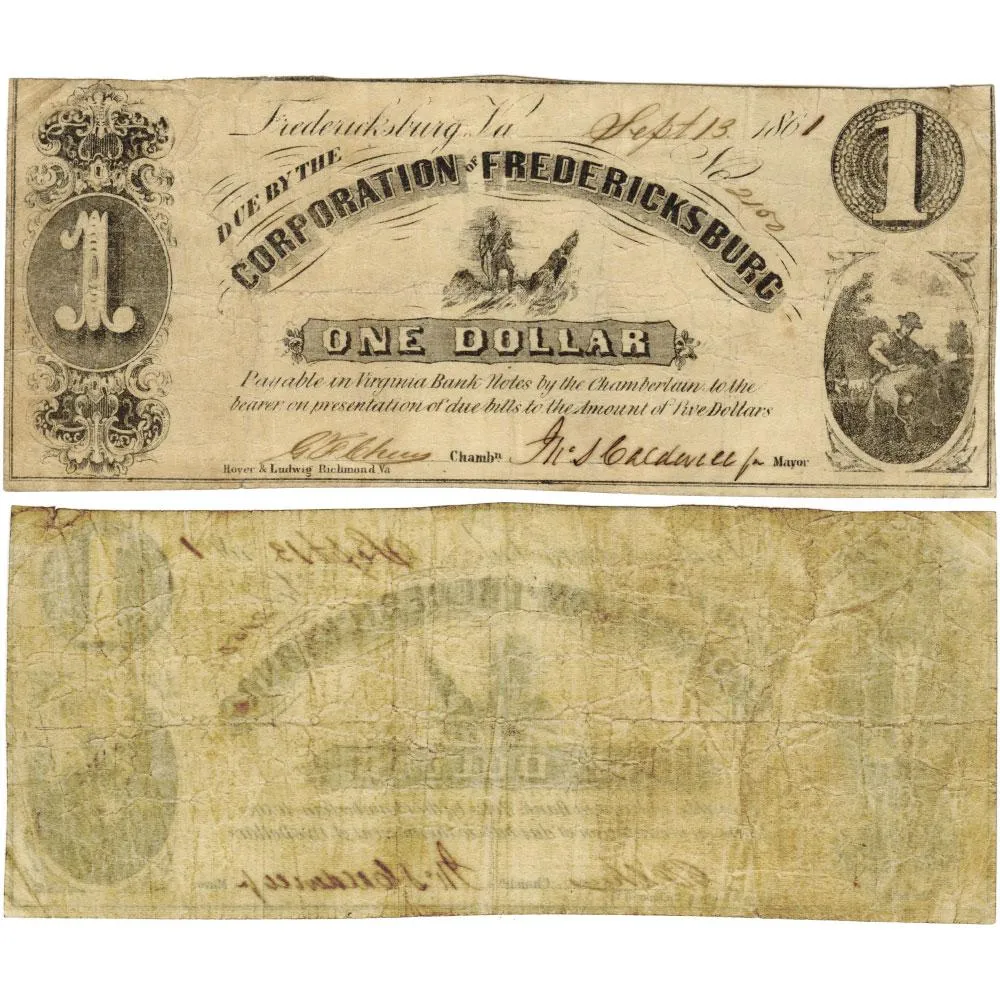 Fredericksburg, Va Sept 13 1861
1
DUE BY THE
No 2100
CORPORATION OF FREDERICKSBURG
1
ONE DOLLAR
Payable in Virginia Bank Notes by the Chamberlain to the
bearer on presentation of due bills to the Amount of Five Dollars
Chambn Mayor
Hoyer & Ludwig Richmond Va